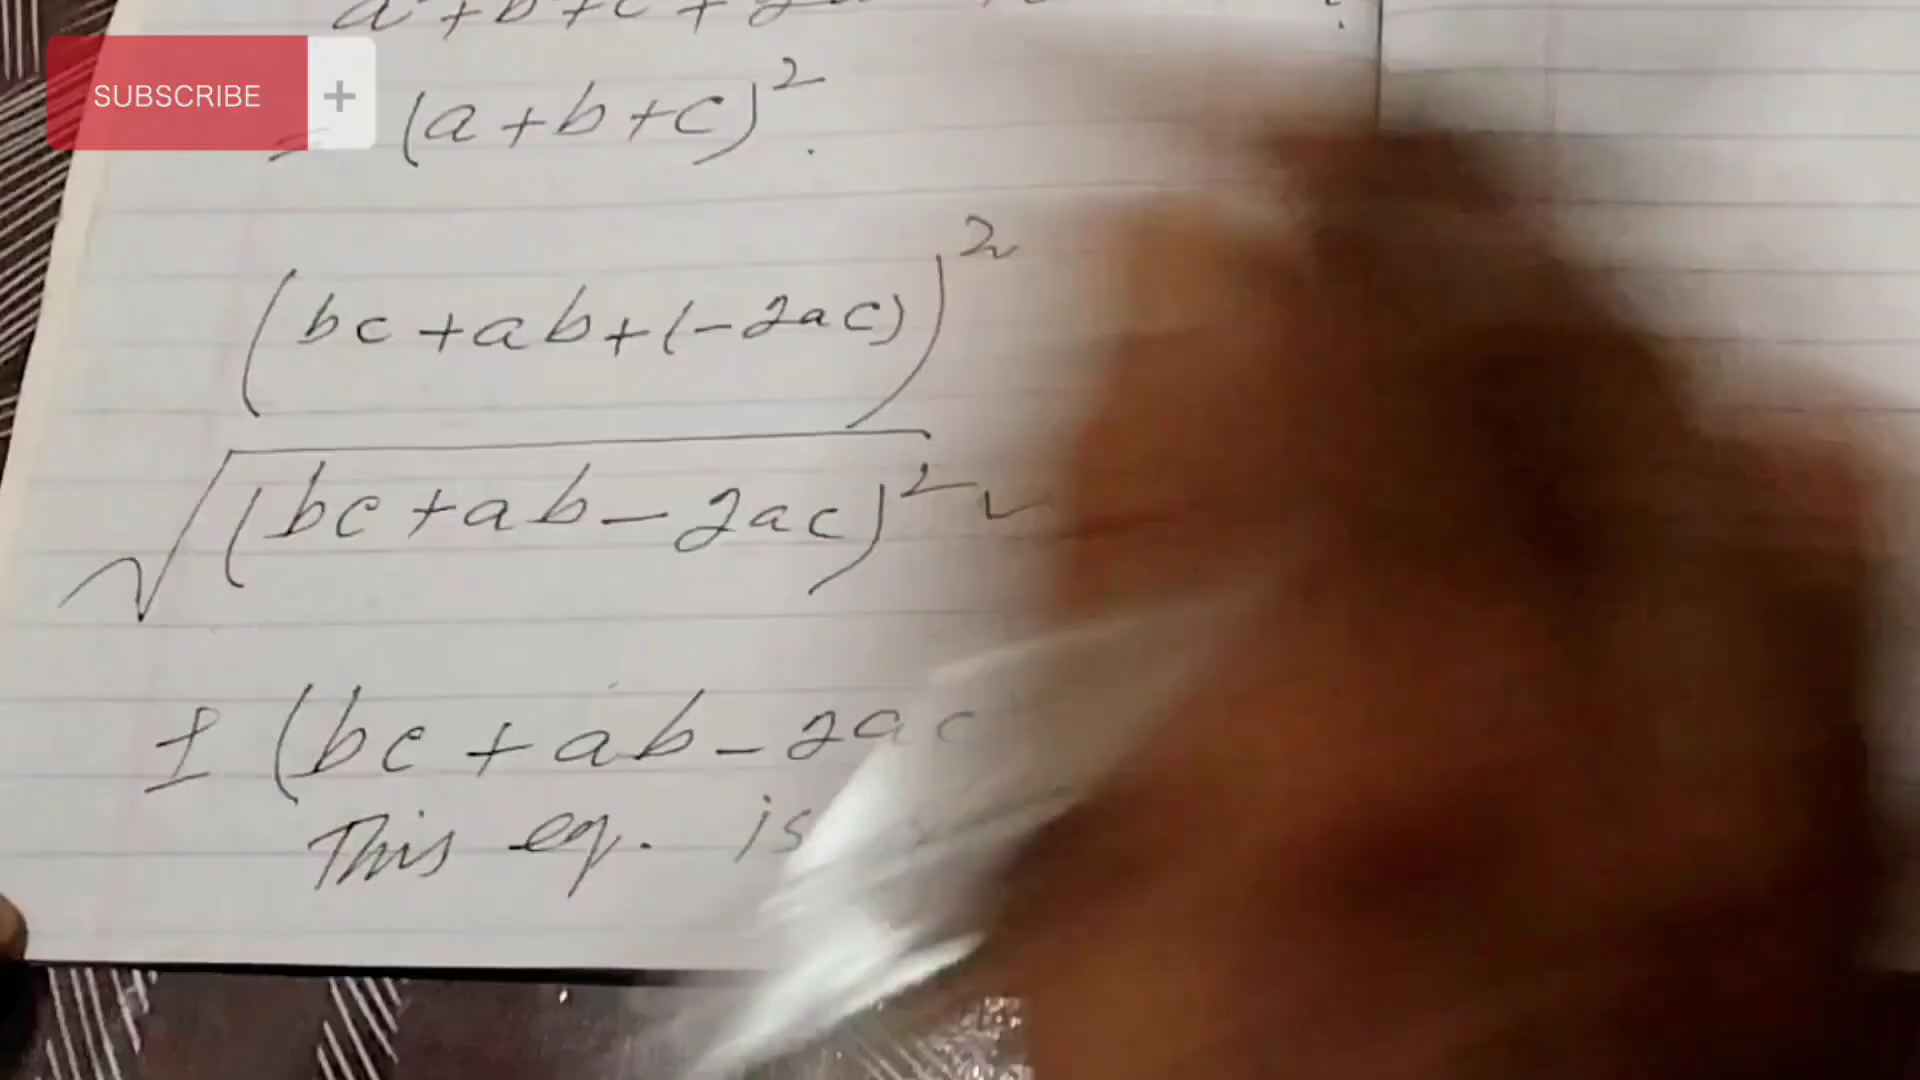 SUBSCRIBE +
= (a+b+c)².
(bc+ab+(-2ac))²
√(bc+ab-2ac)²
± (bc+ab-2ac
This eq. is